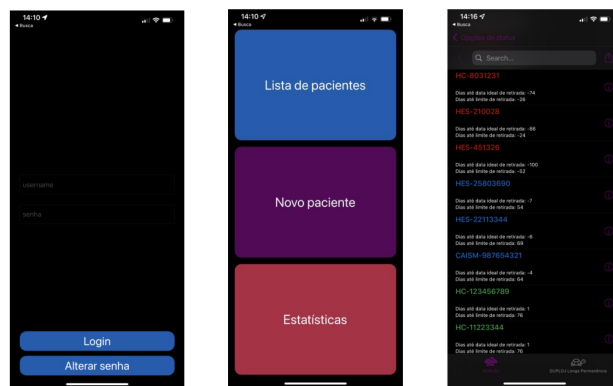 14:10
◂ Busca
username
senha
Login
Alterar senha
14:10
◂ Busca
Lista de pacientes
Novo paciente
Estatísticas
14:16
◂ Busca
Opções de status
Search...
HC-8031231
Dias até data ideal de retirada: -74
Dias até limite de retirada: -26
HES-210028
Dias até data ideal de retirada: -86
Dias até limite de retirada: -24
HES-451326
Dias até data ideal de retirada: -100
Dias até limite de retirada: -52
HES-25803690
Dias até data ideal de retirada: -7
Dias até limite de retirada: 54
HES-22113344
Dias até data ideal de retirada: -6
Dias até limite de retirada: 69
CAISM-987654321
Dias até data ideal de retirada: -4
Dias até limite de retirada: 64
HC-123456789
Dias até data ideal de retirada: 1
Dias até limite de retirada: 76
HC-11223344
Dias até data ideal de retirada: 1
Dias até limite de retirada: 76
DUPLOJ Longa Permanência